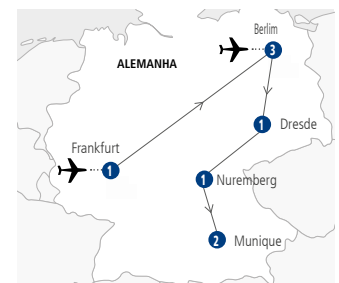 Berlim
3
ALEMANHA
1 Dresde
Frankfurt
1
1 Nuremberg
2 Munique